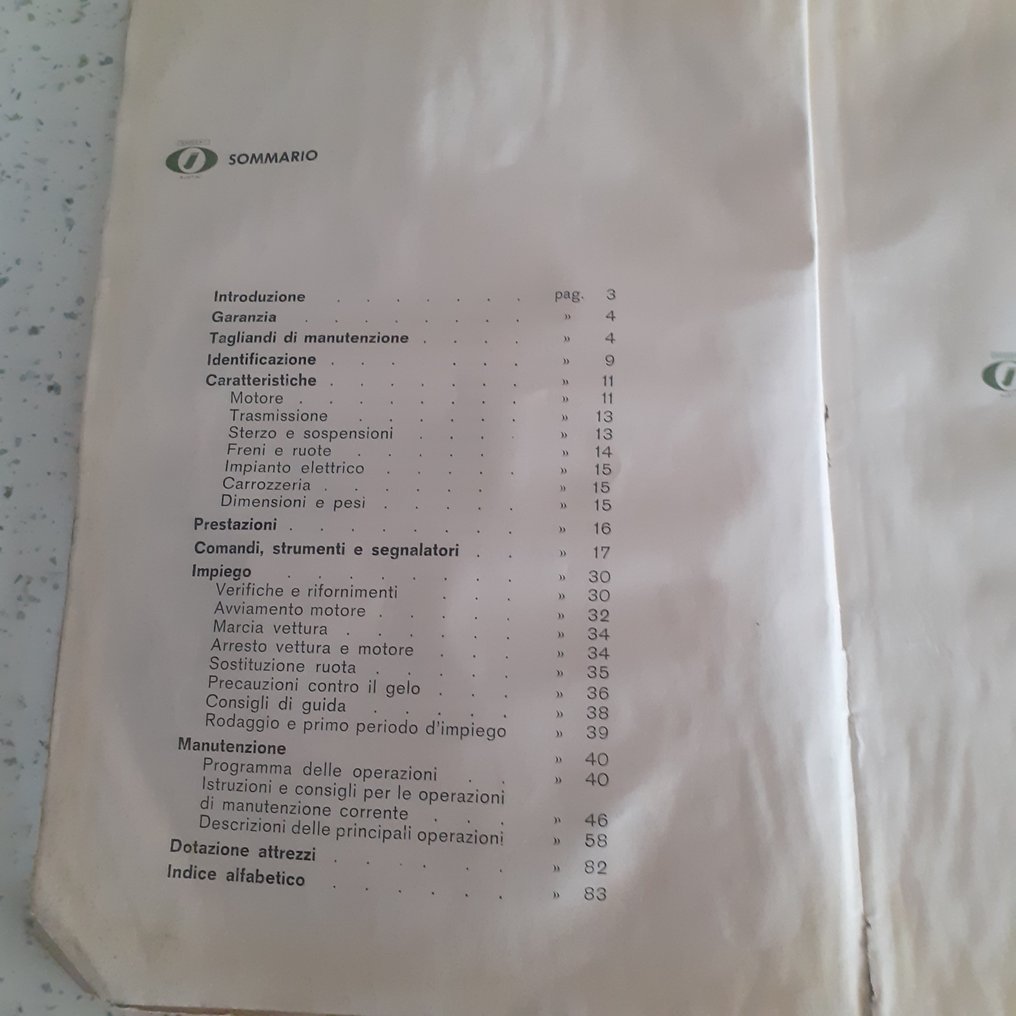 SOMMARIO
Introduzione . . . . . . . pag. 3
Garanzia . . . . . . . . » 4
Tagliandi di manutenzione . . . . » 4
Identificazione . . . . . . » 9
Caratteristiche . . . . . . . » 11
Motore . . . . . . . . » 11
Trasmissione . . . . . . » 13
Sterzo e sospensioni . . . . » 13
Freni e ruote . . . . . » 14
Impianto elettrico . . . . . » 15
Carrozzeria . . . . . . » 15
Dimensioni e pesi . . . . . » 15
Prestazioni . . . . . . . . » 16
Comandi, strumenti e segnalatori . . » 17
Impiego . . . . . . . . » 30
Verifiche e rifornimenti . . . » 30
Avviamento motore . . . . . » 32
Marcia vettura . . . . . . » 34
Arresto vettura e motore . . . » 34
Sostituzione ruota . . . . . » 35
Precauzioni contro il gelo . . . » 36
Consigli di guida . . . . . » 38
Rodaggio e primo periodo d'impiego » 39
Manutenzione » 40
Programma delle operazioni . . » 40
Istruzioni e consigli per le operazioni
di manutenzione corrente . . . » 46
Descrizioni delle principali operazioni » 58
Dotazione attrezzi . . . . . . » 82
Indice alfabetico . . . . . . » 83